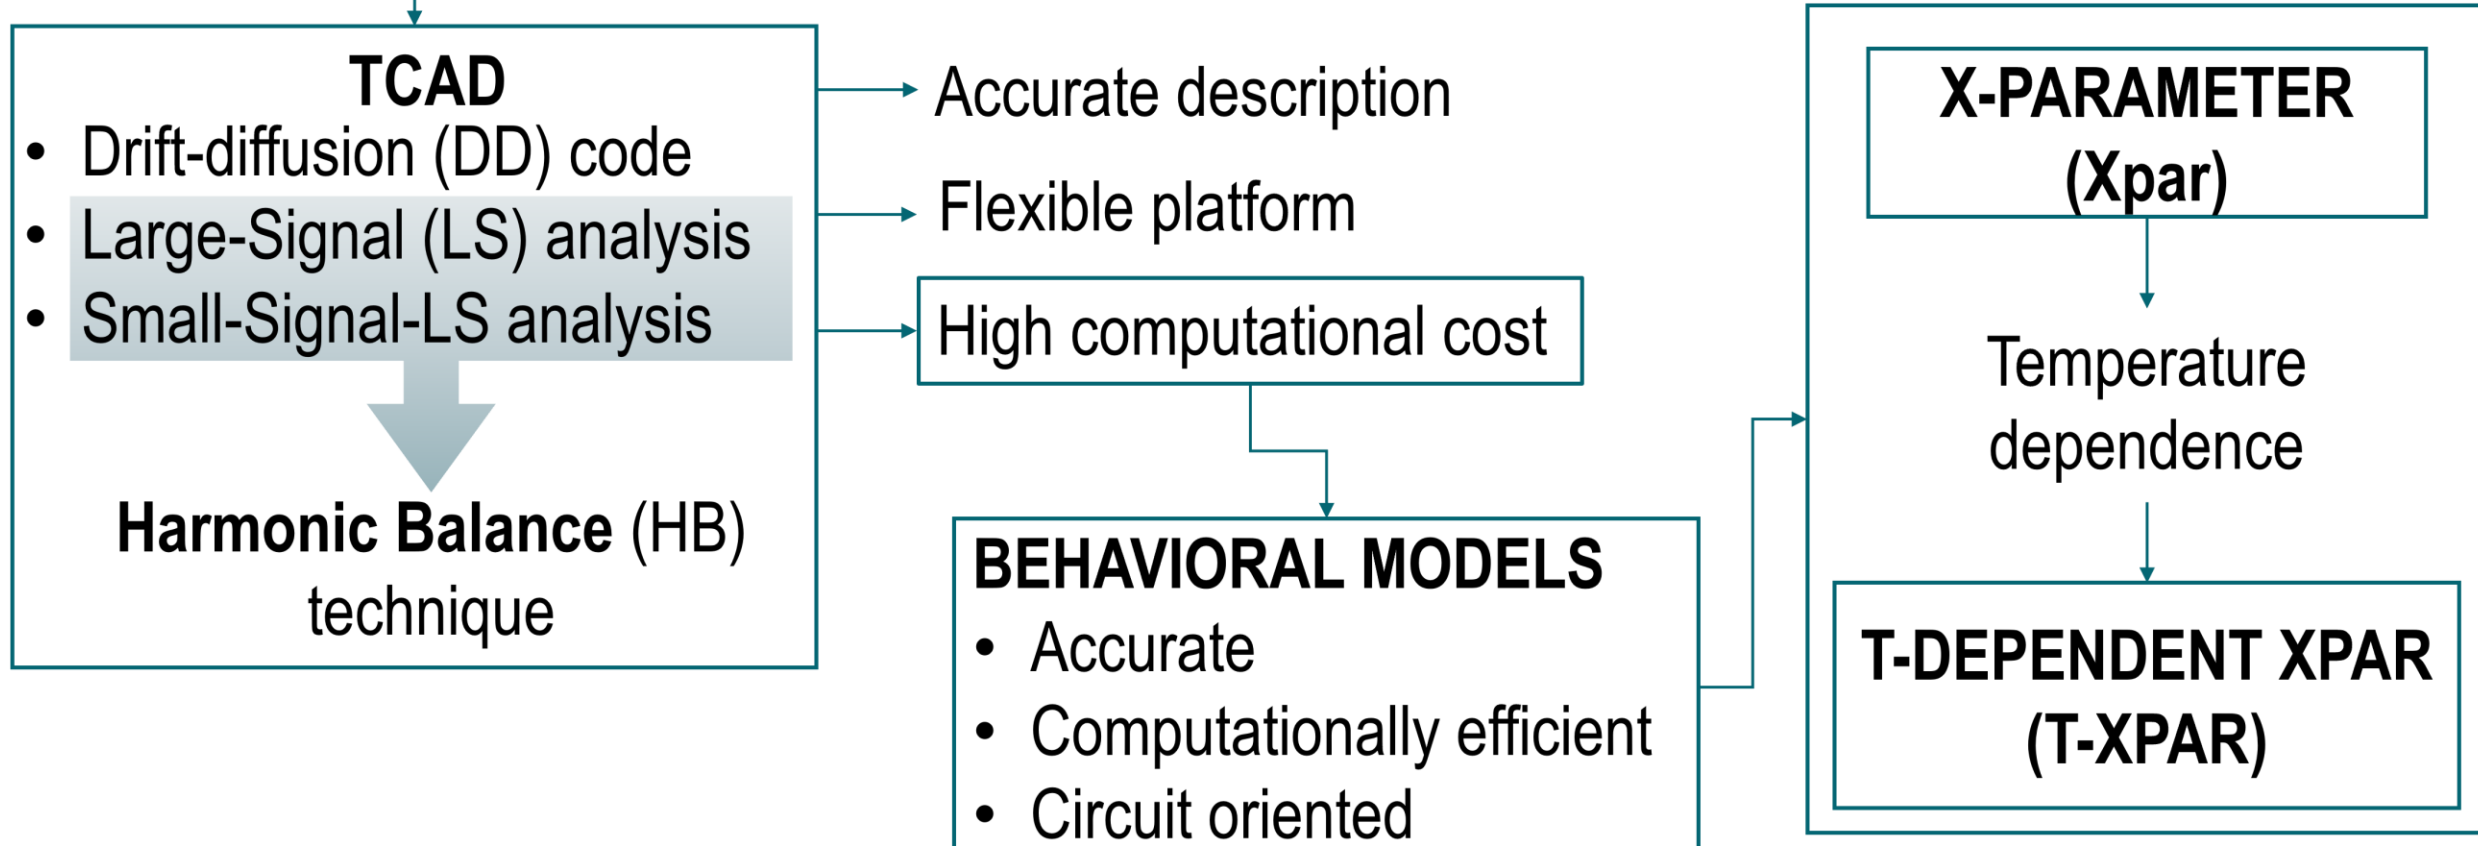 TCAD
• Drift-diffusion (DD) code
• Large-Signal (LS) analysis
• Small-Signal-LS analysis
Harmonic Balance (HB)
technique
Accurate description
Flexible platform
High computational cost
BEHAVIORAL MODELS
• Accurate
• Computationally efficient
• Circuit oriented
X-PARAMETER
(Xpar)
Temperature
dependence
T-DEPENDENT XPAR
(T-XPAR)